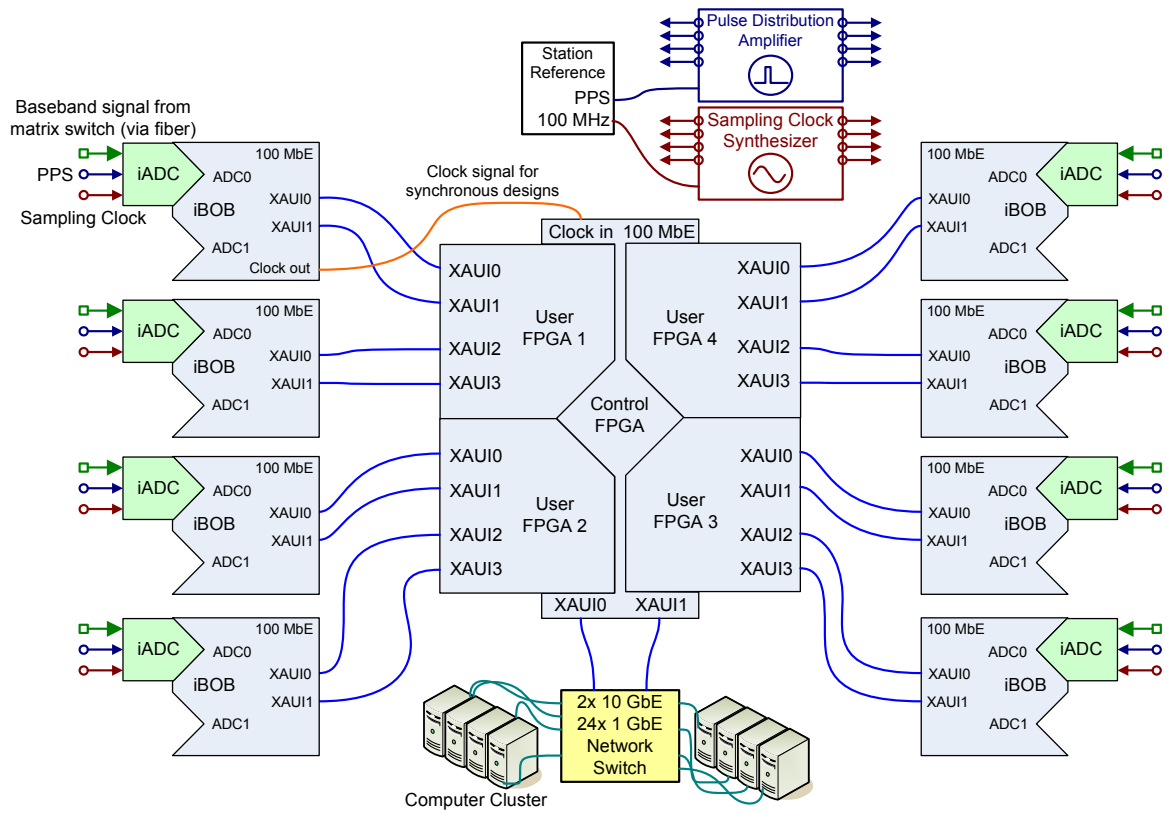 Pulse Distribution
Amplifier
Station
Reference
PPS
100 MHz
Sampling Clock
Synthesizer
Baseband signal from
matrix switch (via fiber)
PPS
Sampling Clock
iADC
100 MbE
ADC0
XAUI0
iBOB
XAUI1
ADC1
Clock out
Clock signal for
synchronous designs
100 MbE
ADC0
iADC
XAUI0
iBOB
XAUI1
ADC1
Clock in 100 MbE
iADC
100 MbE
ADC0
XAUI0
iBOB
XAUI1
ADC1
XAUI0
XAUI1
User
FPGA 1
XAUI2
XAUI3
XAUI0
XAUI1
User
FPGA 4
XAUI2
XAUI3
Control
FPGA
100 MbE
ADC0
iADC
XAUI0
iBOB
XAUI1
ADC1
iADC
100 MbE
ADC0
XAUI0
iBOB
XAUI1
ADC1
XAUI0
XAUI1
User
FPGA 2
XAUI2
XAUI3
XAUI0
XAUI1
User
FPGA 3
XAUI2
XAUI3
100 MbE
ADC0
iADC
XAUI0
iBOB
XAUI1
ADC1
XAUI0 XAUI1
iADC
100 MbE
ADC0
XAUI0
iBOB
XAUI1
ADC1
100 MbE
ADC0
iADC
XAUI0
iBOB
XAUI1
ADC1
2x 10 GbE
24x 1 GbE
Network
Switch
Computer Cluster